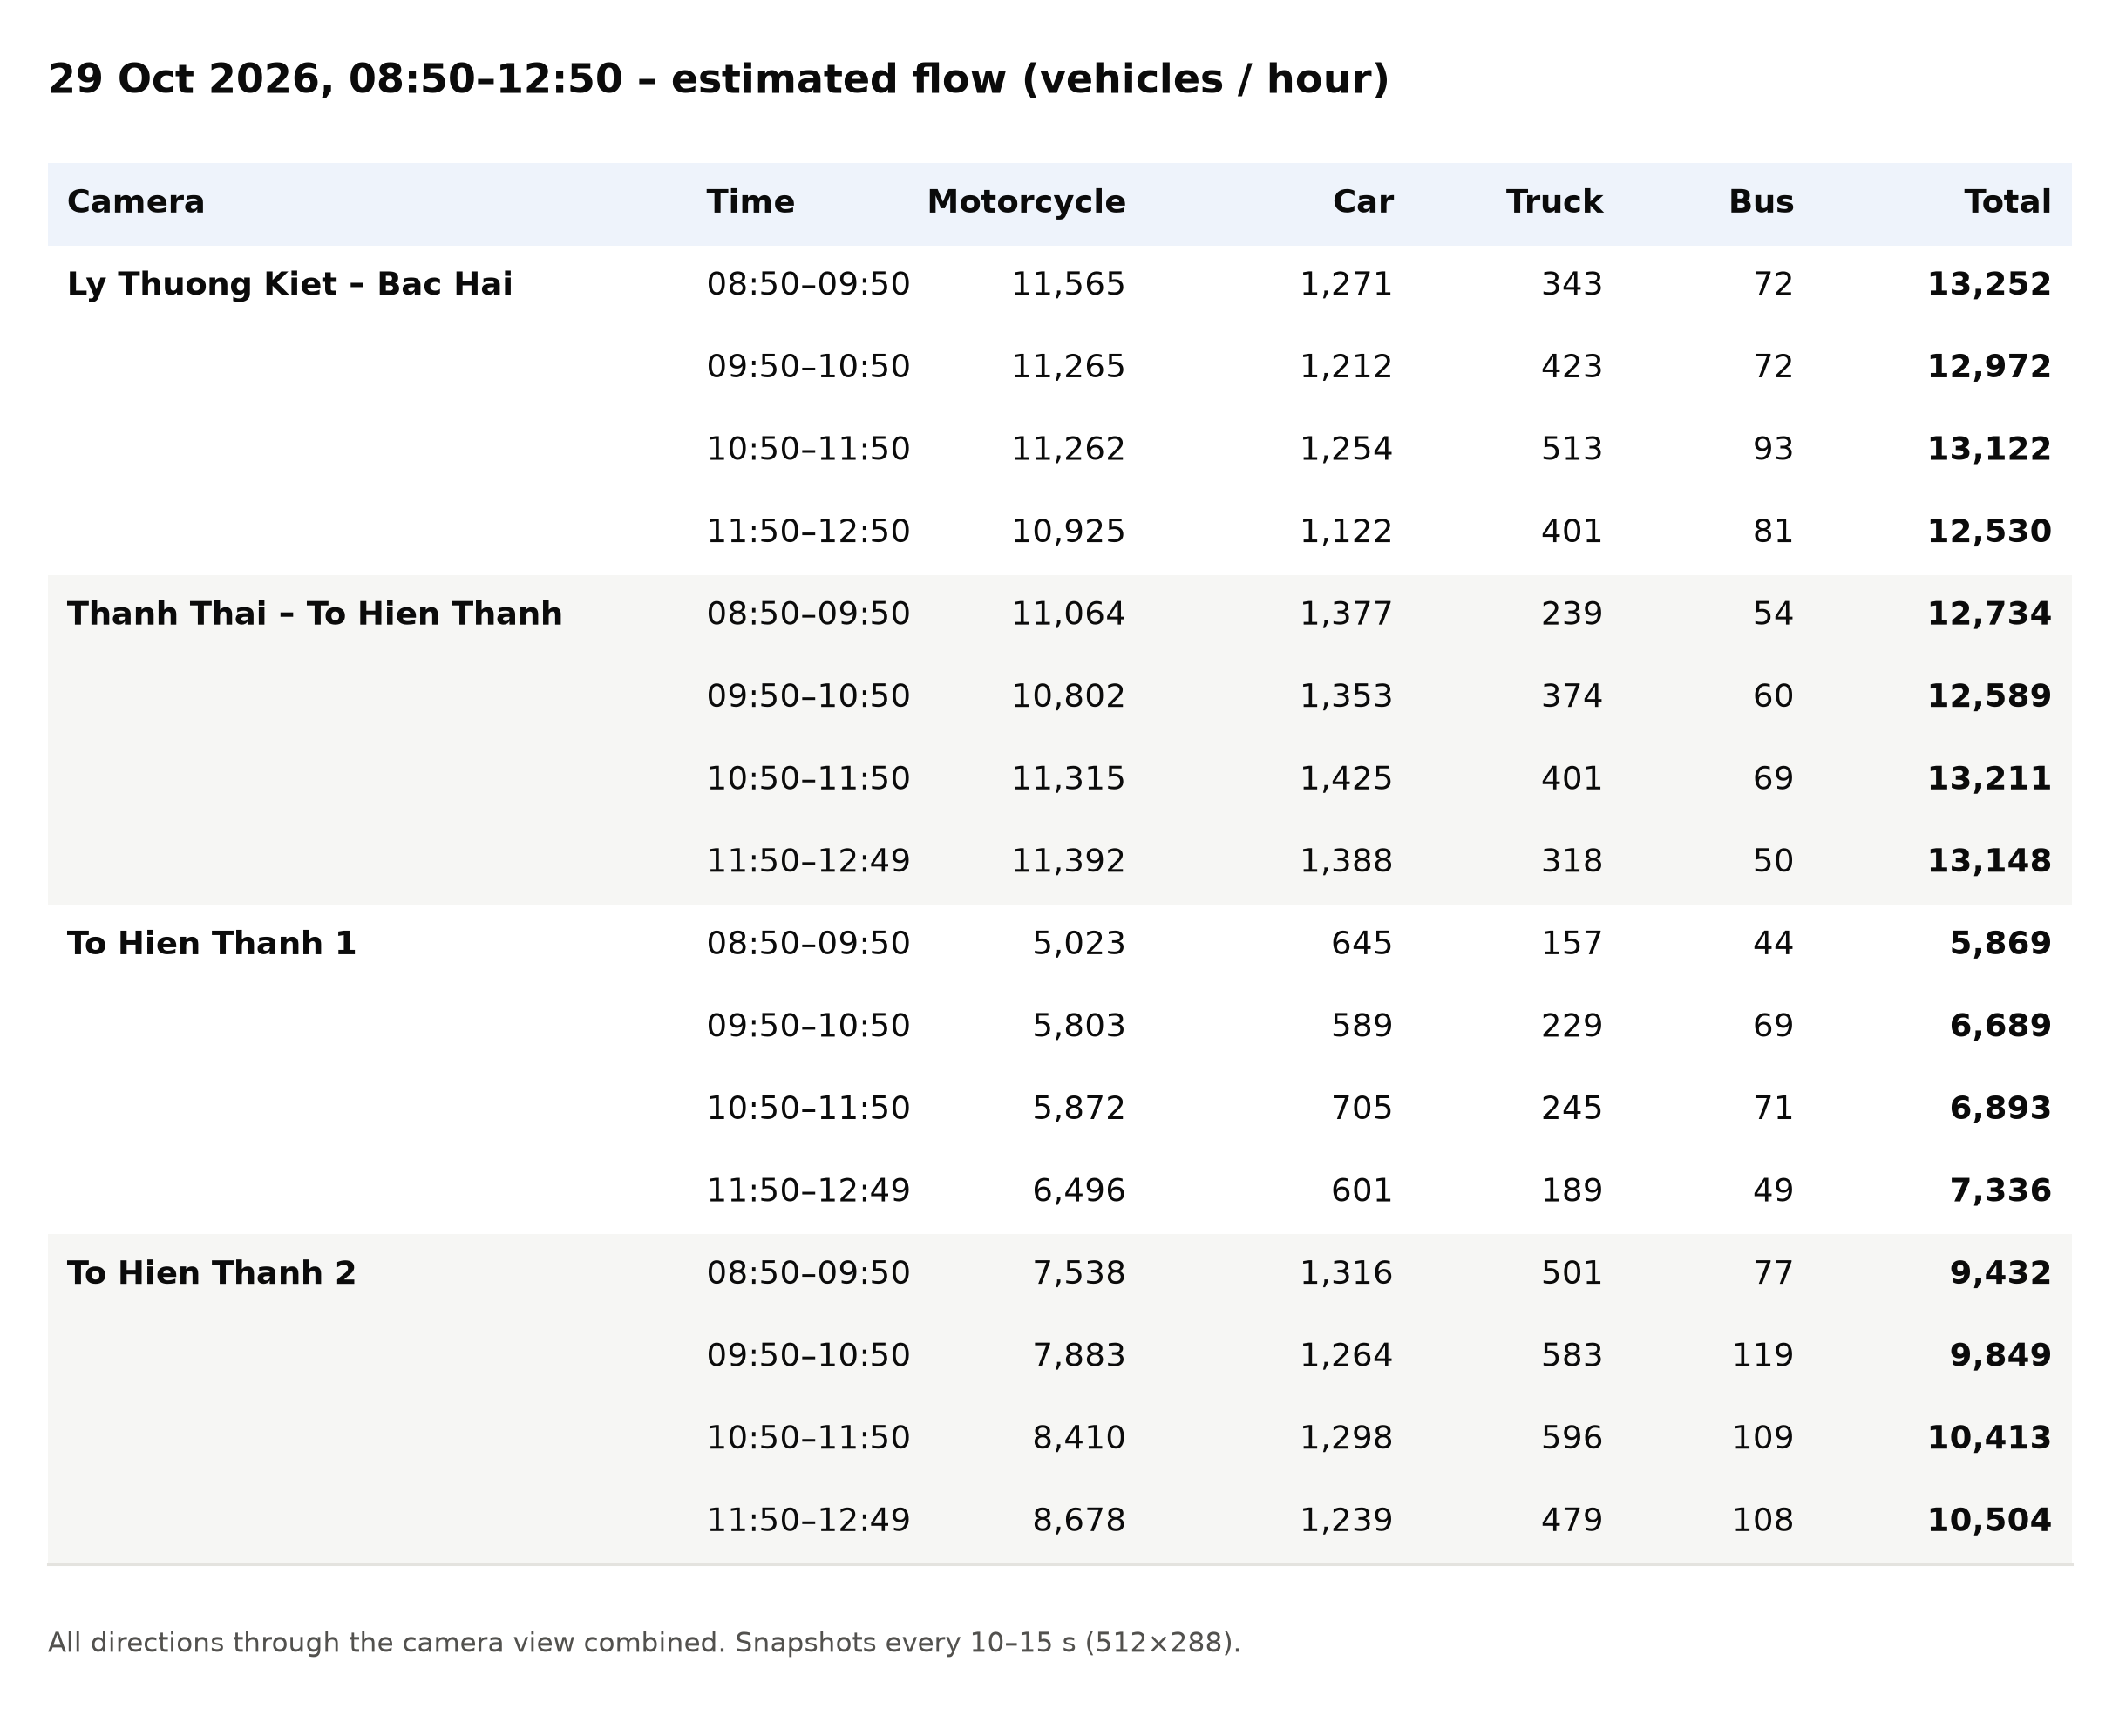 29 Oct 2026, 08:50–12:50 – estimated flow (vehicles / hour)
Camera Time Motorcycle Car Truck Bus Total
Ly Thuong Kiet – Bac Hai 08:50–09:50 11,565 1,271 343 72 13,252
09:50–10:50 11,265 1,212 423 72 12,972
10:50–11:50 11,262 1,254 513 93 13,122
11:50–12:50 10,925 1,122 401 81 12,530
Thanh Thai – To Hien Thanh 08:50–09:50 11,064 1,377 239 54 12,734
09:50–10:50 10,802 1,353 374 60 12,589
10:50–11:50 11,315 1,425 401 69 13,211
11:50–12:49 11,392 1,388 318 50 13,148
To Hien Thanh 1 08:50–09:50 5,023 645 157 44 5,869
09:50–10:50 5,803 589 229 69 6,689
10:50–11:50 5,872 705 245 71 6,893
11:50–12:49 6,496 601 189 49 7,336
To Hien Thanh 2 08:50–09:50 7,538 1,316 501 77 9,432
09:50–10:50 7,883 1,264 583 119 9,849
10:50–11:50 8,410 1,298 596 109 10,413
11:50–12:49 8,678 1,239 479 108 10,504
All directions through the camera view combined. Snapshots every 10–15 s (512×288).